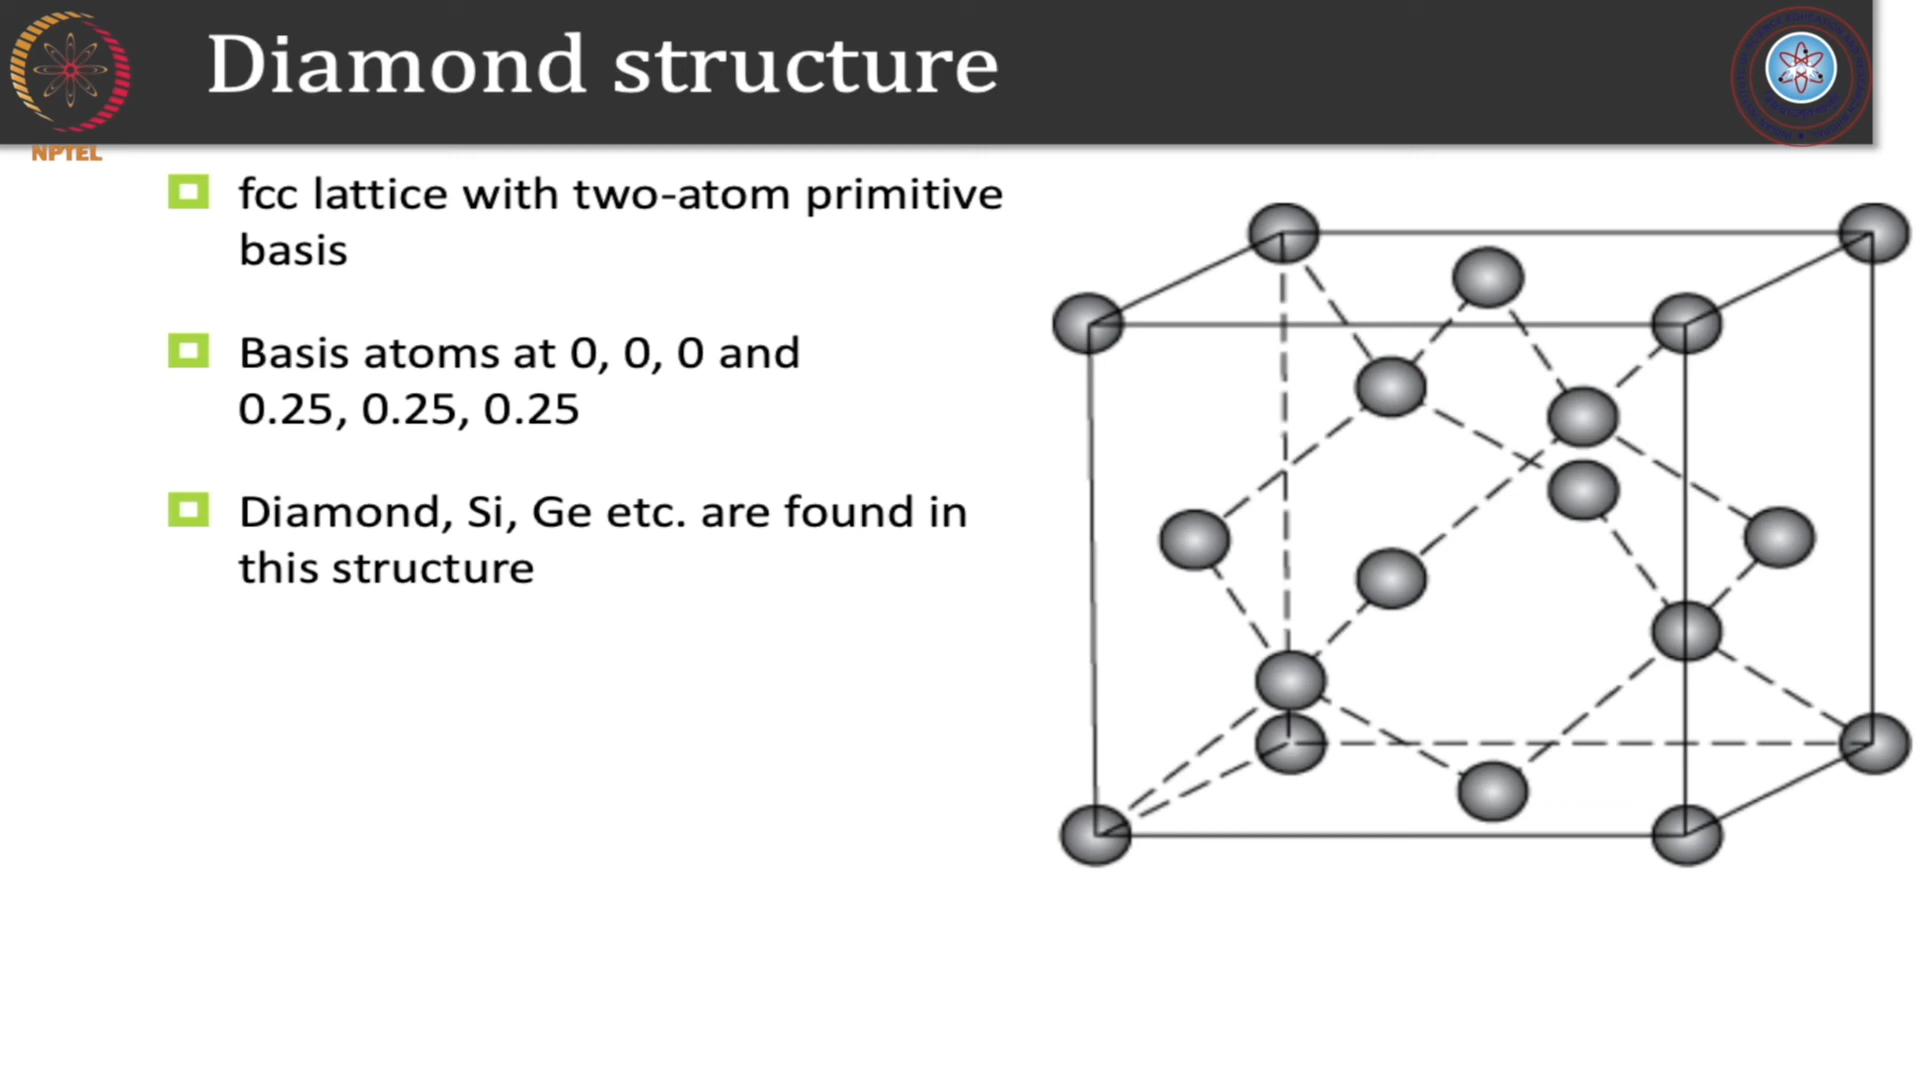 Diamond structure
NPTEL
fcc lattice with two-atom primitive
basis
Basis atoms at 0, 0, 0 and
0.25, 0.25, 0.25
Diamond, Si, Ge etc. are found in
this structure